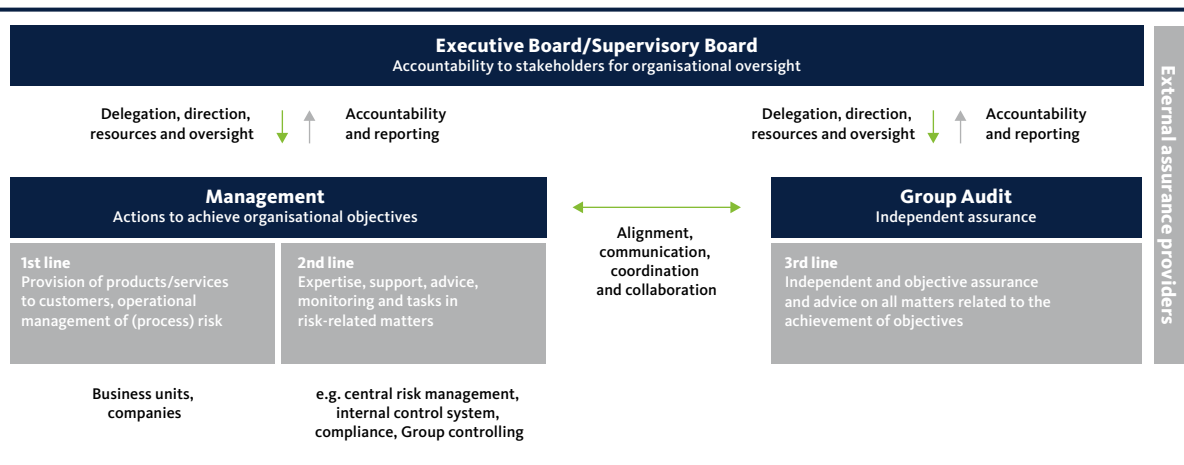 Executive Board/Supervisory Board
Accountability to stakeholders for organisational oversight
Delegation, direction,
resources and oversight
Accountability
and reporting
Delegation, direction,
resources and oversight
Accountability
and reporting
Management
Actions to achieve organisational objectives
1st line
Provision of products/services
to customers, operational
management of (process) risk
2nd line
Expertise, support, advice,
monitoring and tasks in
risk-related matters
Alignment,
communication,
coordination
and collaboration
Group Audit
Independent assurance
3rd line
Independent and objective assurance
and advice on all matters related to the
achievement of objectives
External assurance providers
Business units,
companies
e.g. central risk management,
internal control system,
compliance, Group controlling